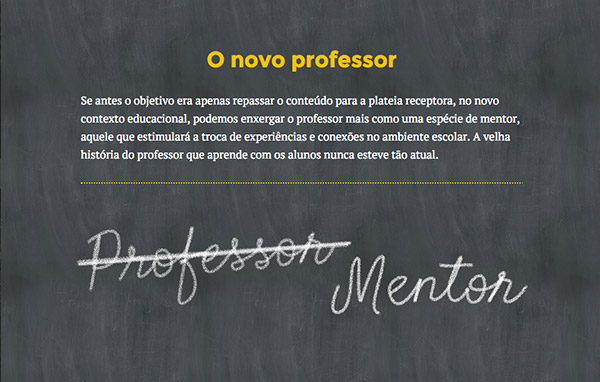 O novo professor
Se antes o objetivo era apenas repassar o conteúdo para a plateia receptora, no novo
contexto educacional, podemos enxergar o professor mais como uma espécie de mentor,
aquele que estimulará a troca de experiências e conexões no ambiente escolar. A velha
história do professor que aprende com os alunos nunca esteve tão atual.
Professor
Mentor